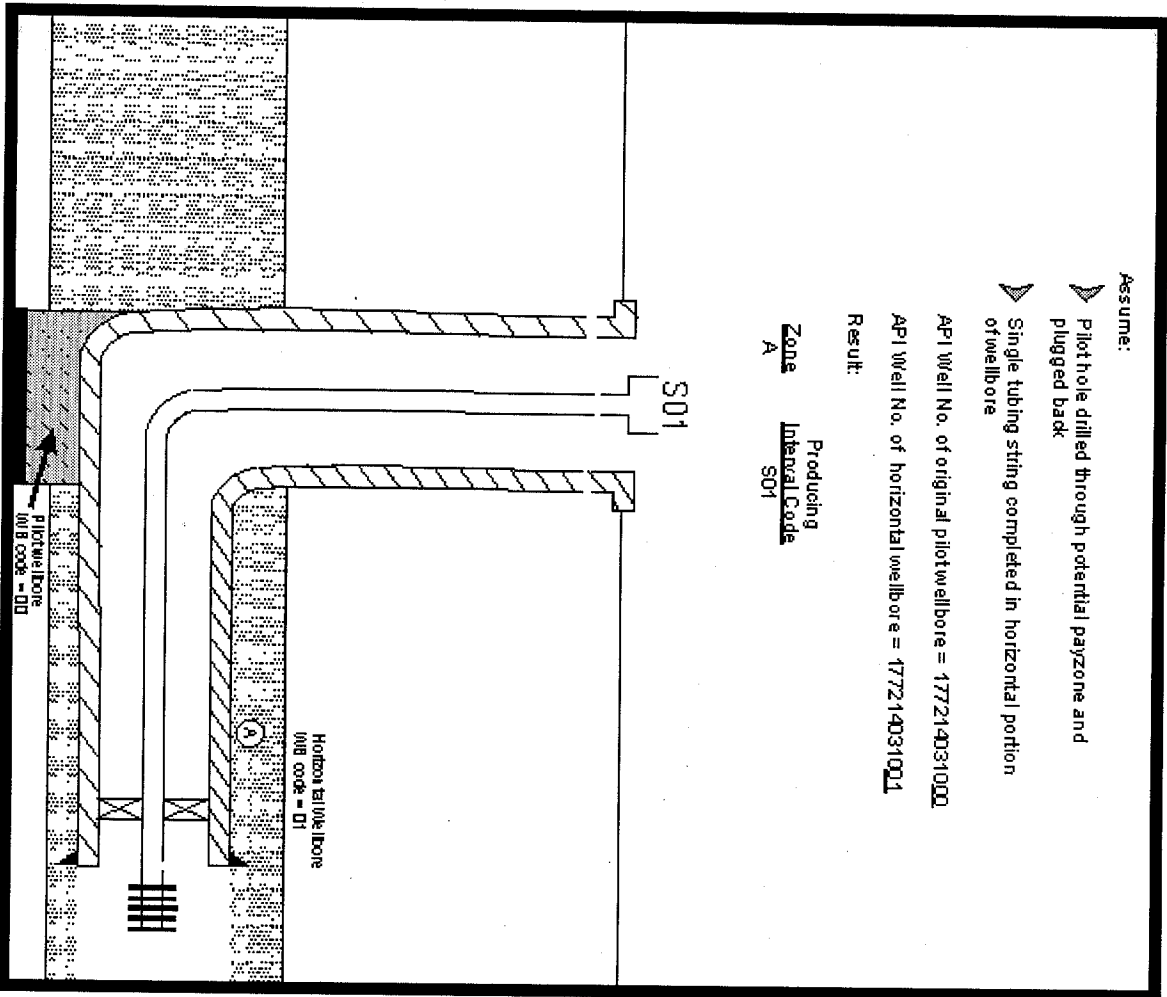 Assume:
Pilot hole drilled through potential payzone and
plugged back
Single tubing string completed in horizontal portion
of wellbore
API Well No. of original pilot wellbore = 177214031000
API Well No. of horizontal wellbore = 177214031001
Result:
Producing
Zone Interval Code
A S01
S01
Horizontal Wellbore
WB code = 01
A
Pilot wellbore
WB code = 00